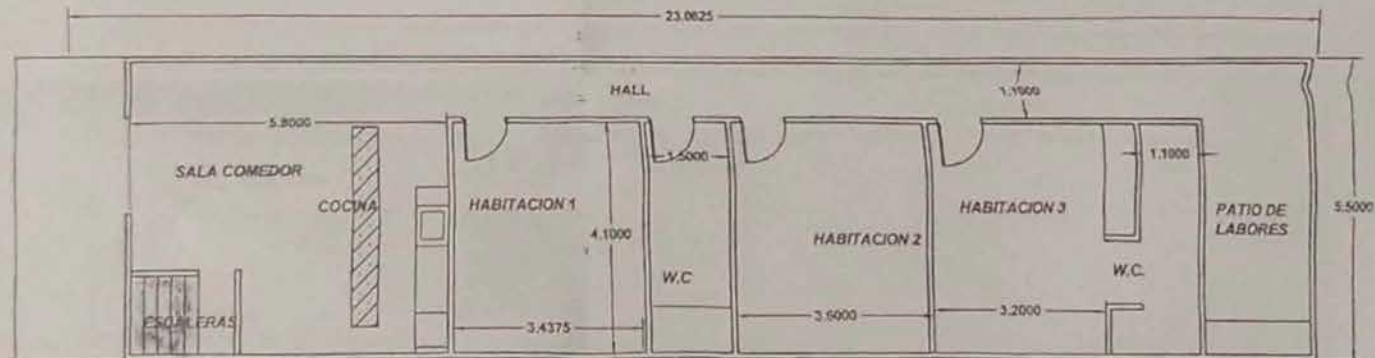 23.0625
HALL
1.1000
5.8000
SALA COMEDOR
COCINA
HABITACION 1
1.5000
HABITACION 2
HABITACION 3
1.1000
PATIO DE
LABORES
5.5000
4.1000
W.C
W.C.
ESCALERAS
3.4375
3.6000
3.2000